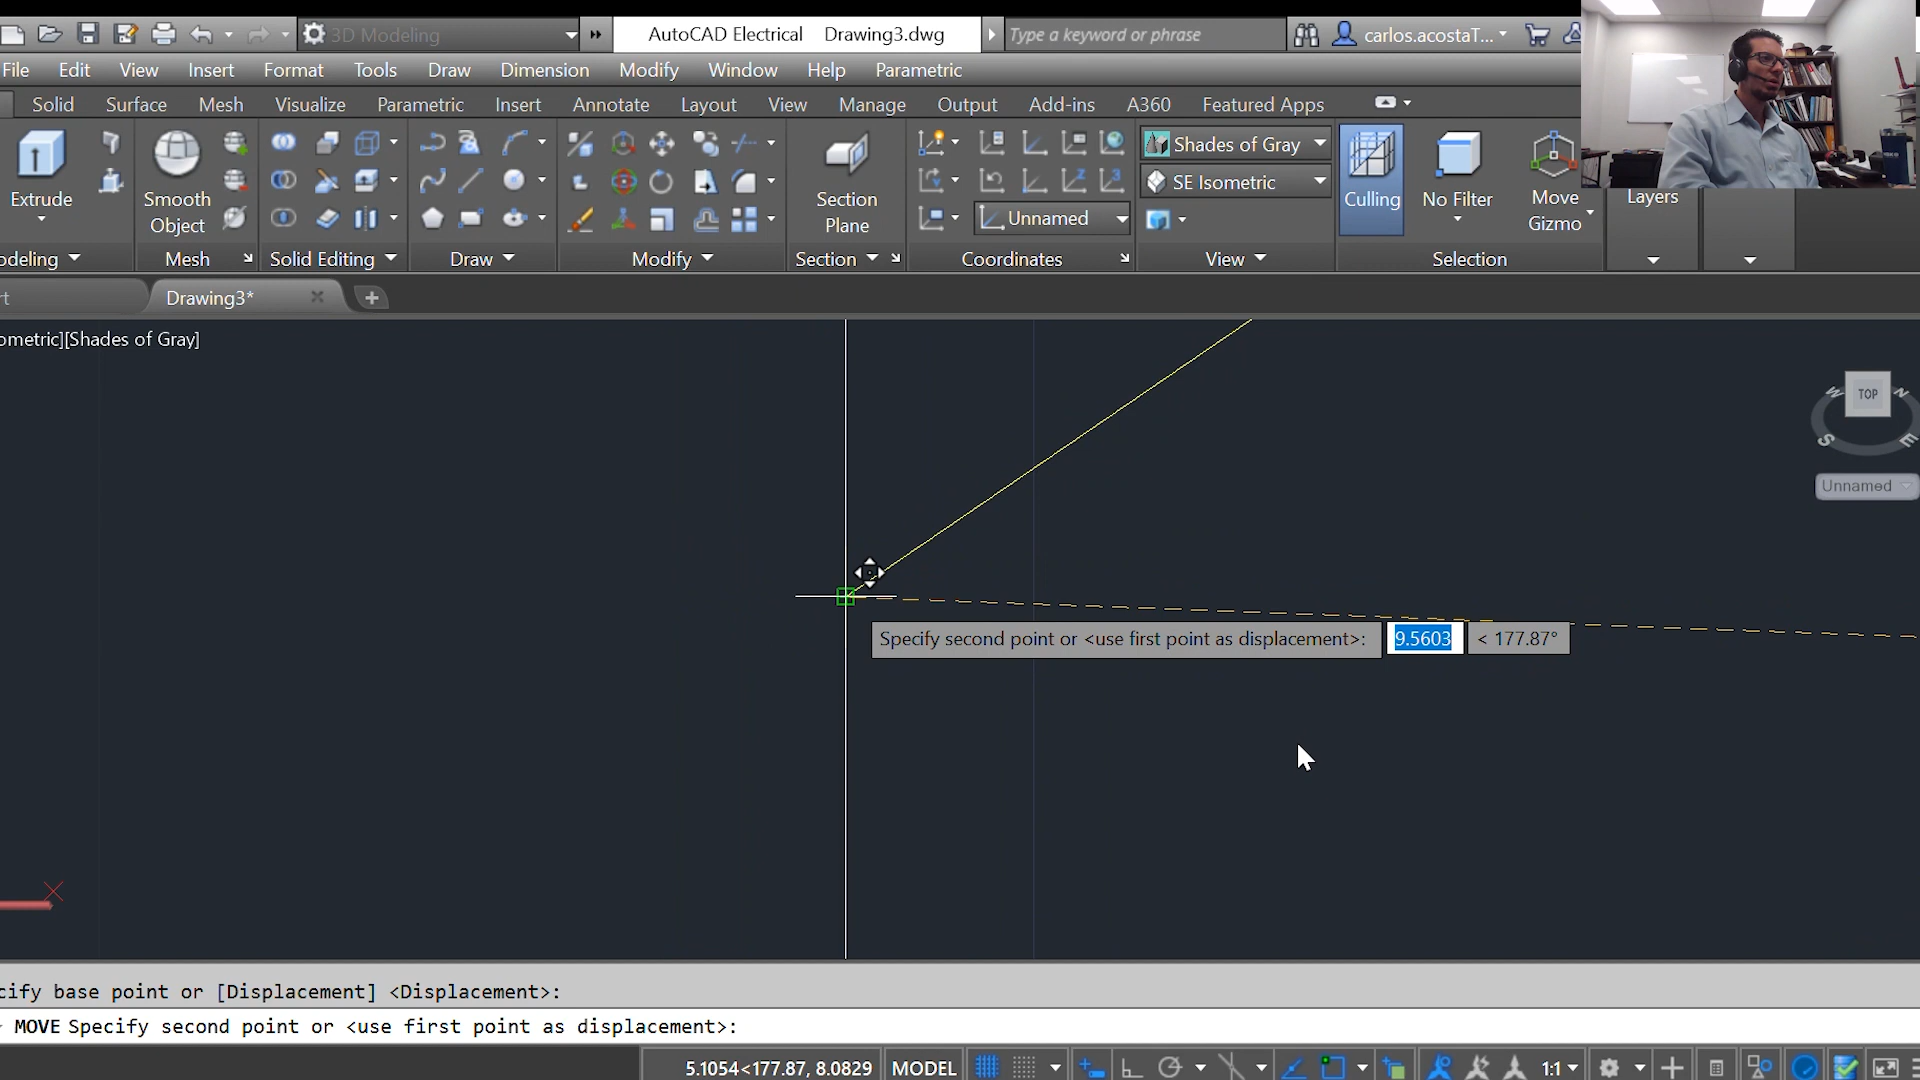 3D Modeling
AutoCAD Electrical Drawing3.dwg
Type a keyword or phrase
carlos.acostaT...
File Edit View Insert Format Tools Draw Dimension Modify Window Help Parametric
Solid Surface Mesh Visualize Parametric Insert Annotate Layout View Manage Output Add-ins A360 Featured Apps
Extrude
Smooth
Object
Section
Plane
Unnamed
Shades of Gray
SE Isometric
Culling
No Filter
Move
Gizmo
Layers
odeling Mesh Solid Editing Draw Modify Section Coordinates View Selection
rt Drawing3*
ometric][Shades of Gray]
TOP
W N S E
Unnamed
Specify second point or <use first point as displacement>: 9.5603 < 177.87°
cify base point or [Displacement] <Displacement>:
MOVE Specify second point or <use first point as displacement>:
5.1054<177.87, 8.0829 MODEL 1:1